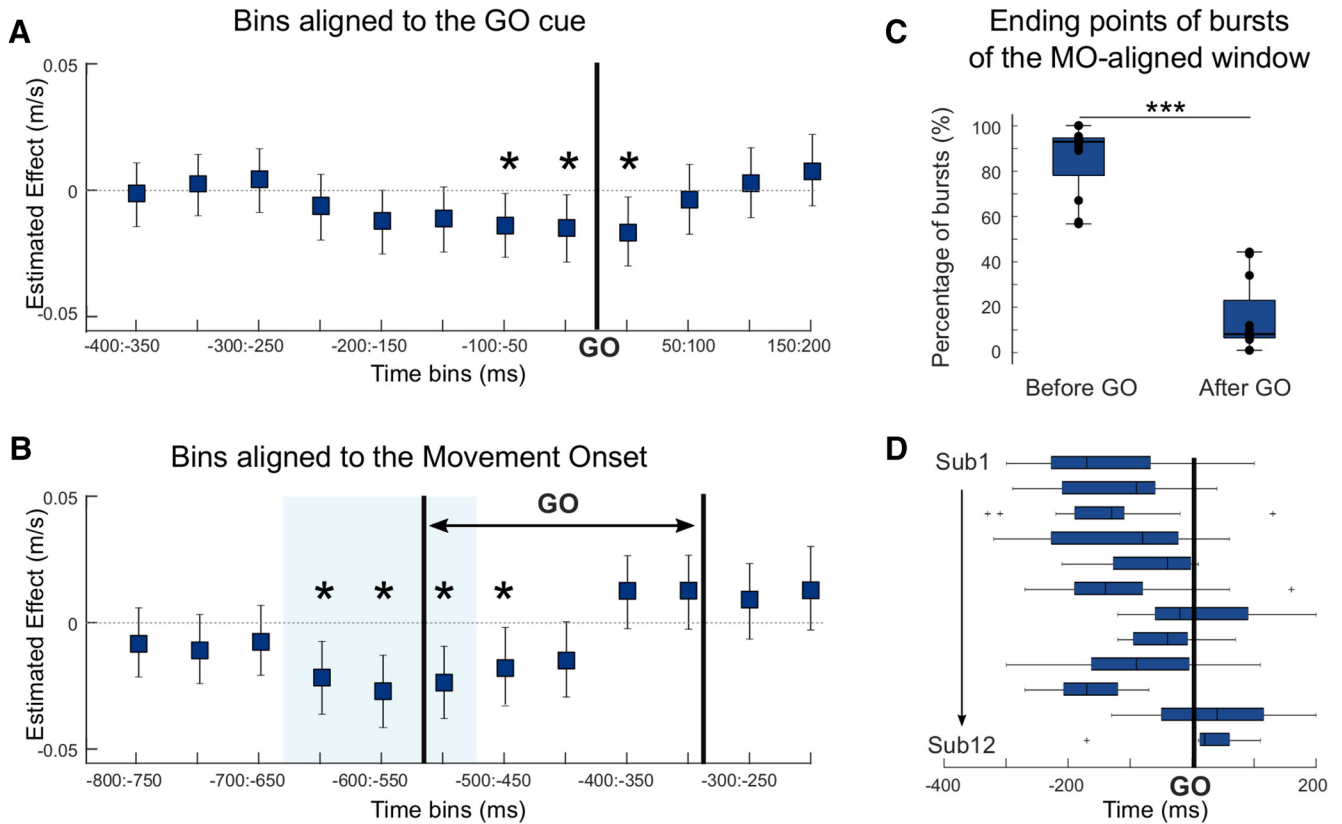 A
Bins aligned to the GO cue
Estimated Effect (m/s)
0.05
0
-0.05
* * *
-400:-350 -300:-250 -200:-150 -100:-50 GO 50:100 150:200
Time bins (ms)
B
Bins aligned to the Movement Onset
Estimated Effect (m/s)
0.05
0
-0.05
GO
* * * *
-800:-750 -700:-650 -600:-550 -500:-450 -400:-350 -300:-250
Time bins (ms)
C
Ending points of bursts
of the MO-aligned window
Percentage of bursts (%)
***
100
80
60
40
20
0
Before GO After GO
D
Sub1
Sub12
-400 -200 GO 200
Time (ms)